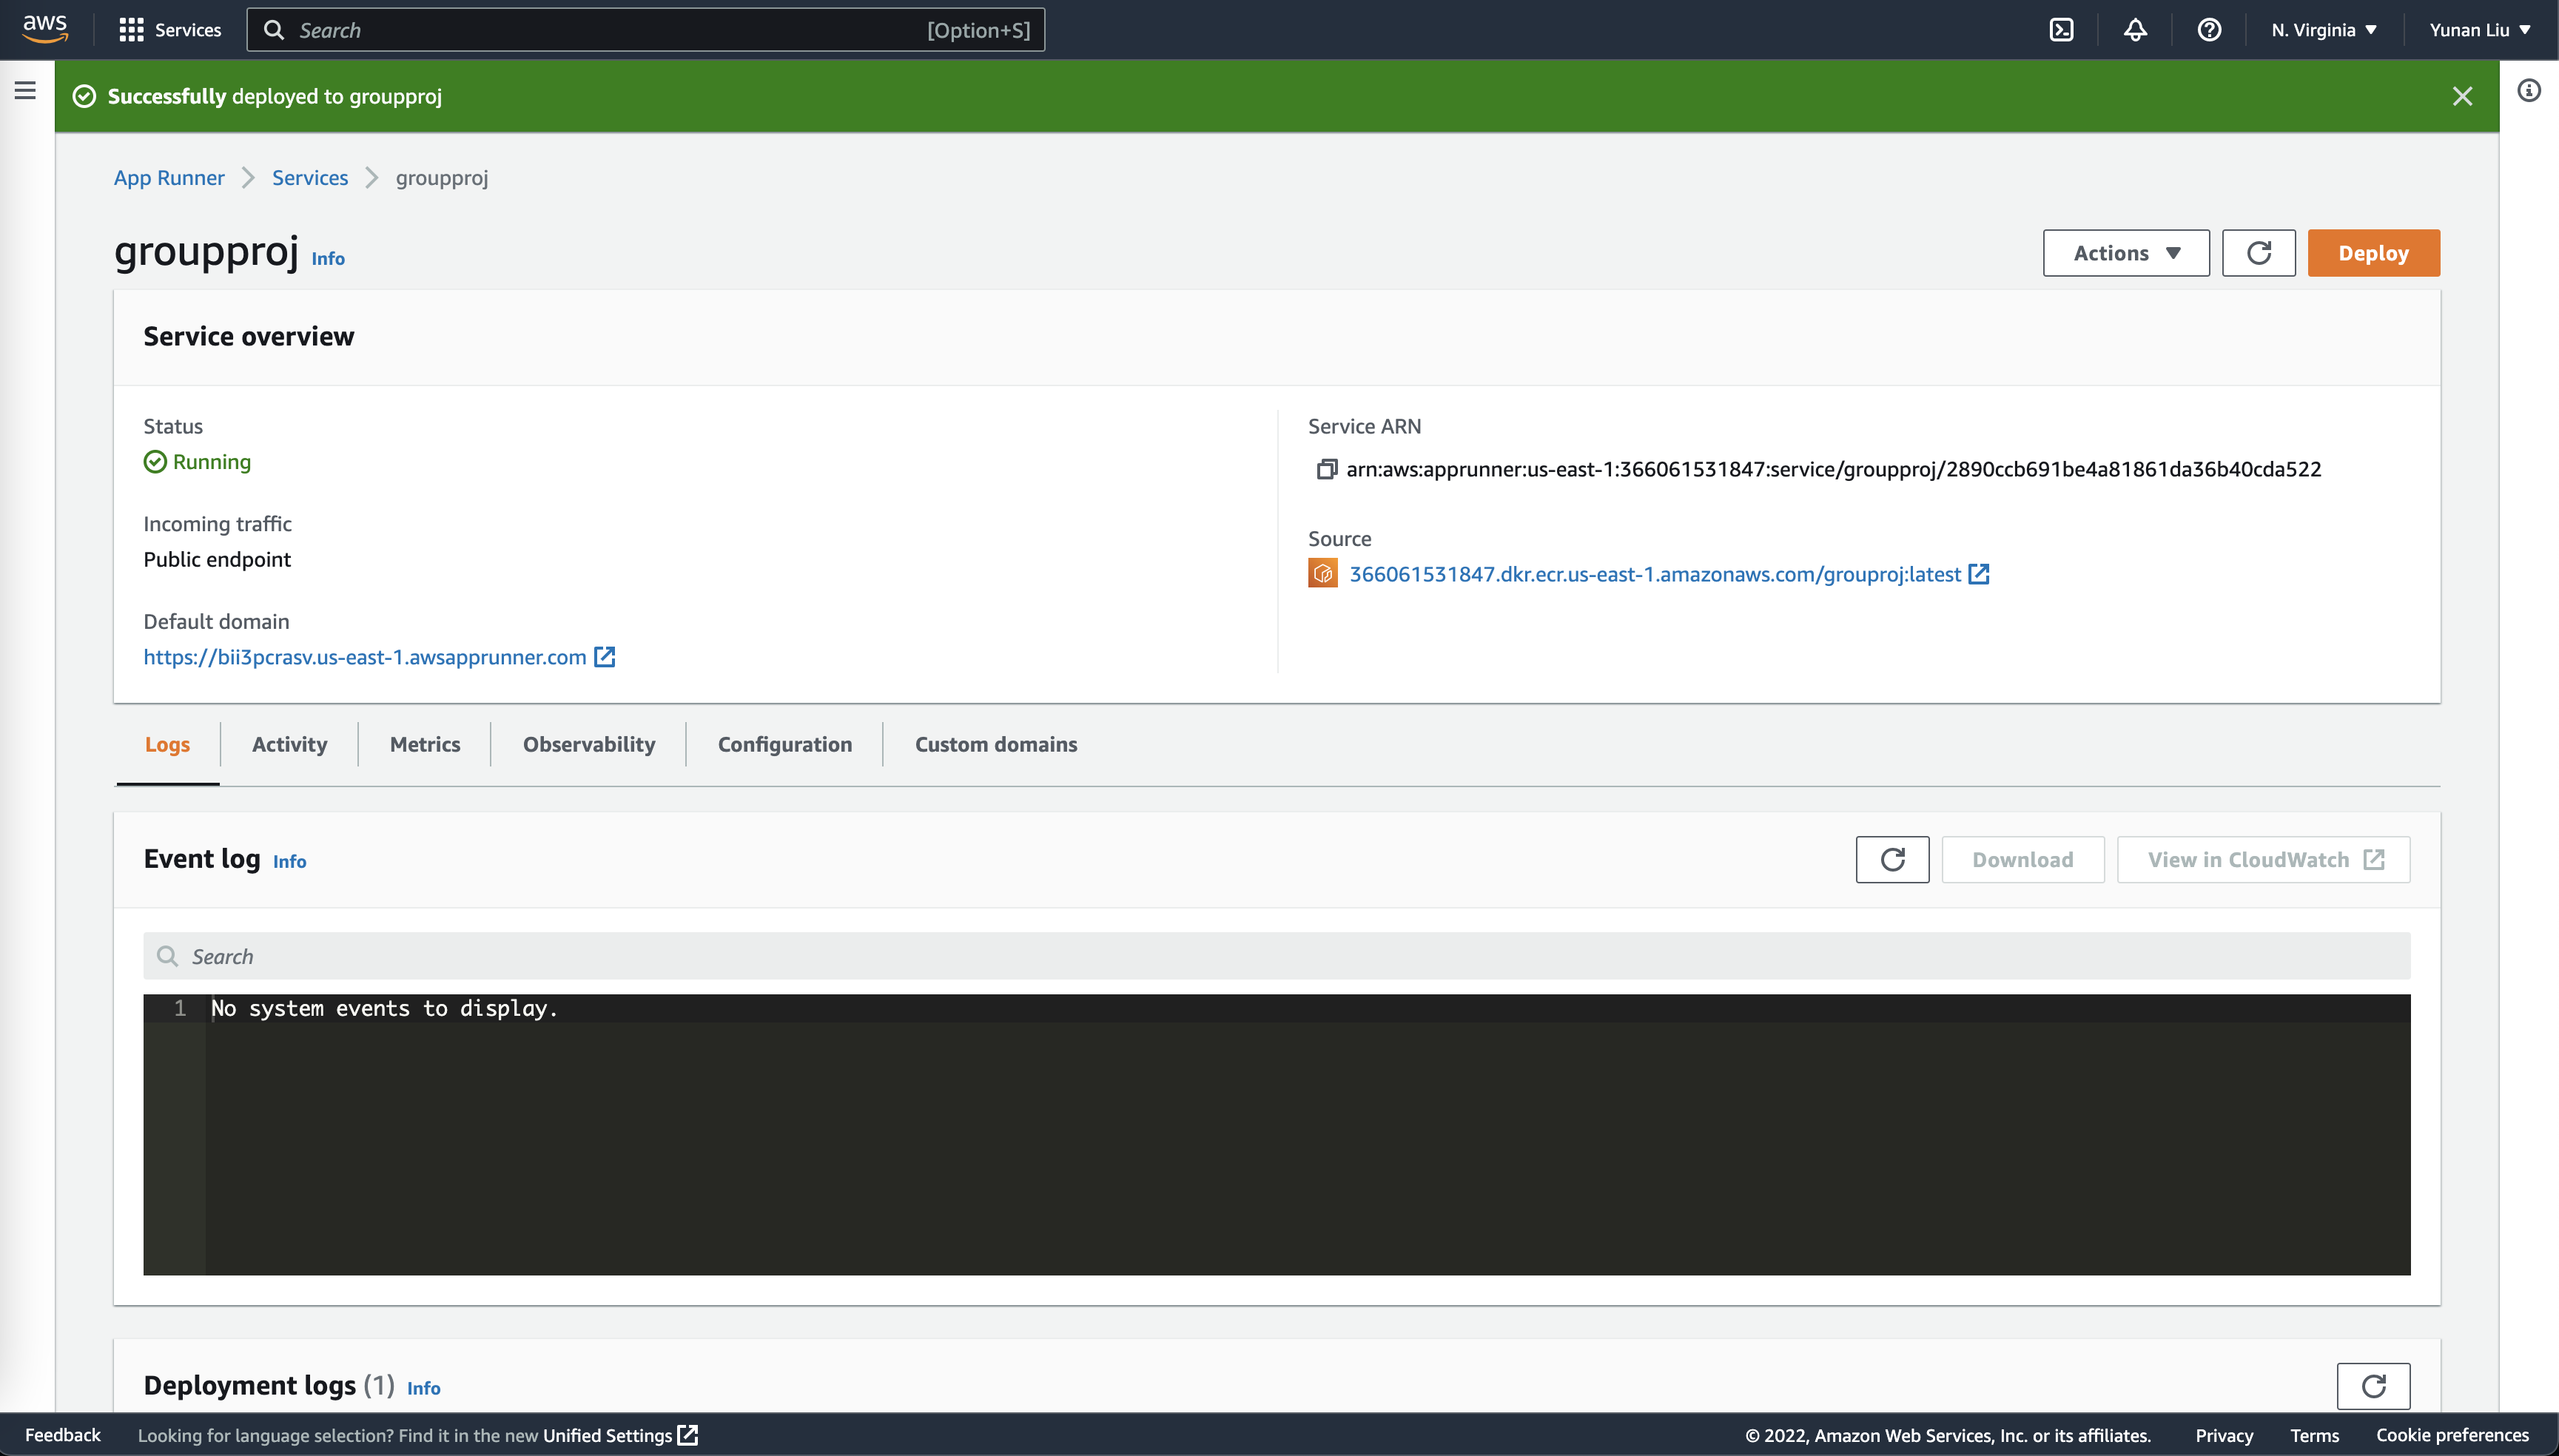 aws Services Search [Option+S] N. Virginia Yunan Liu
Successfully deployed to groupproj
App Runner Services groupproj
groupproj Info Actions Deploy
Service overview
Status
Running
Incoming traffic
Public endpoint
Default domain
https://bii3pcrasv.us-east-1.awsapprunner.com
Service ARN
arn:aws:apprunner:us-east-1:366061531847:service/groupproj/2890ccb691be4a81861da36b40cda522
Source
366061531847.dkr.ecr.us-east-1.amazonaws.com/grouproj:latest
Logs Activity Metrics Observability Configuration Custom domains
Event log Info Download View in CloudWatch
Search
1 No system events to display.
Deployment logs (1) Info
Feedback Looking for language selection? Find it in the new Unified Settings © 2022, Amazon Web Services, Inc. or its affiliates. Privacy Terms Cookie preferences